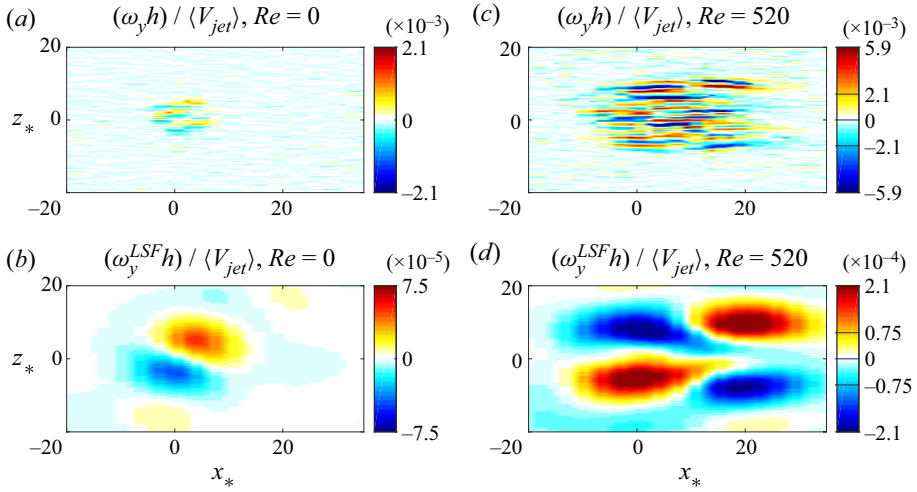 (a) (ω_y h) / ⟨V_jet⟩, Re = 0 (×10⁻³)
20 2.1
z_* 0 0
−20 −2.1
0 20
(c) (ω_y h) / ⟨V_jet⟩, Re = 520 (×10⁻³)
20 5.9
2.1
0 0
−2.1
−20 −5.9
0 20
(b) (ω_y^LSF h) / ⟨V_jet⟩, Re = 0 (×10⁻⁵)
20 7.5
z_* 0 0
−20 −7.5
0 20
x_*
(d) (ω_y^LSF h) / ⟨V_jet⟩, Re = 520 (×10⁻⁴)
20 2.1
0.75
0 0
−0.75
−20 −2.1
0 20
x_*